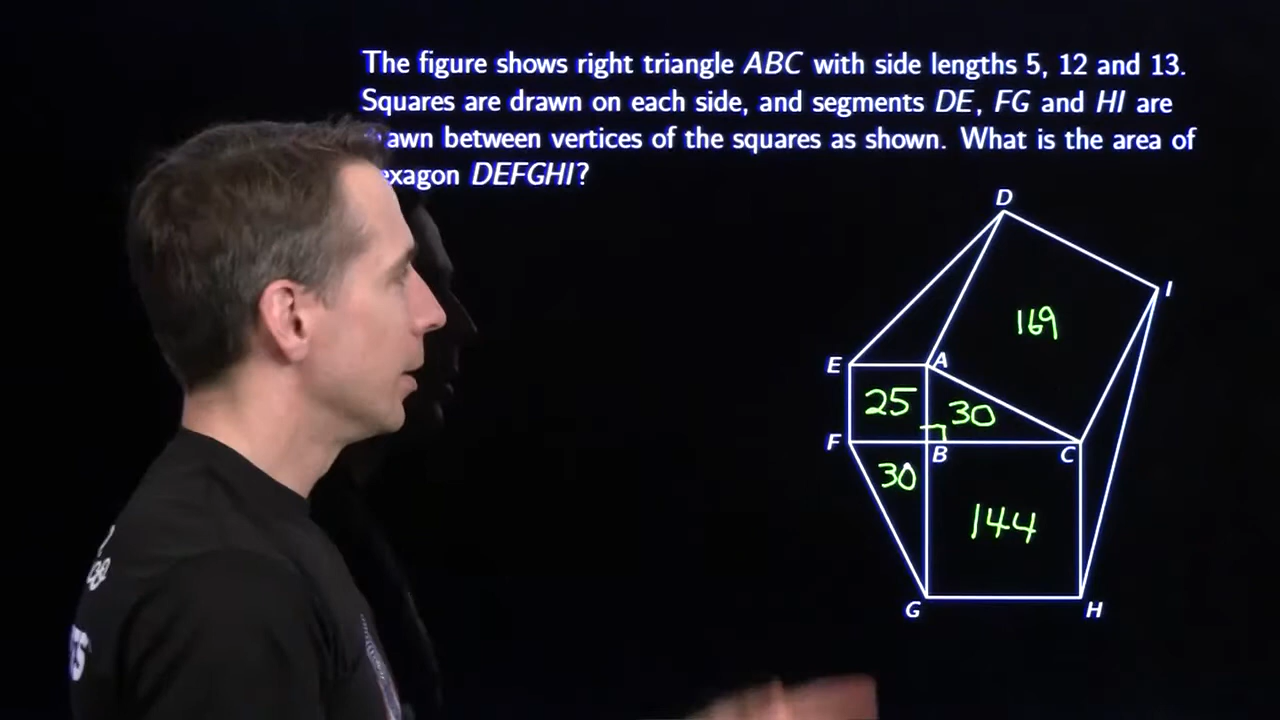 The figure shows right triangle ABC with side lengths 5, 12 and 13.
Squares are drawn on each side, and segments DE, FG and HI are
awn between vertices of the squares as shown. What is the area of
exagon DEFGHI?
D
I
169
E
A
25
30
F
B
C
30
144
G
H